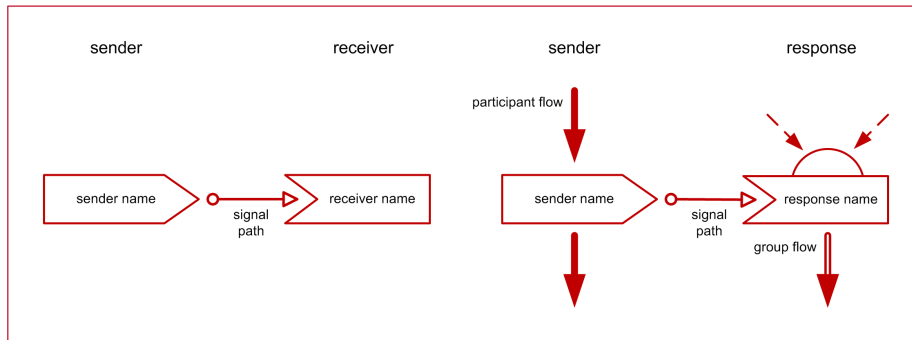 sender
receiver
sender
response
participant flow
sender name
receiver name
sender name
response name
signal
path
signal
path
group flow